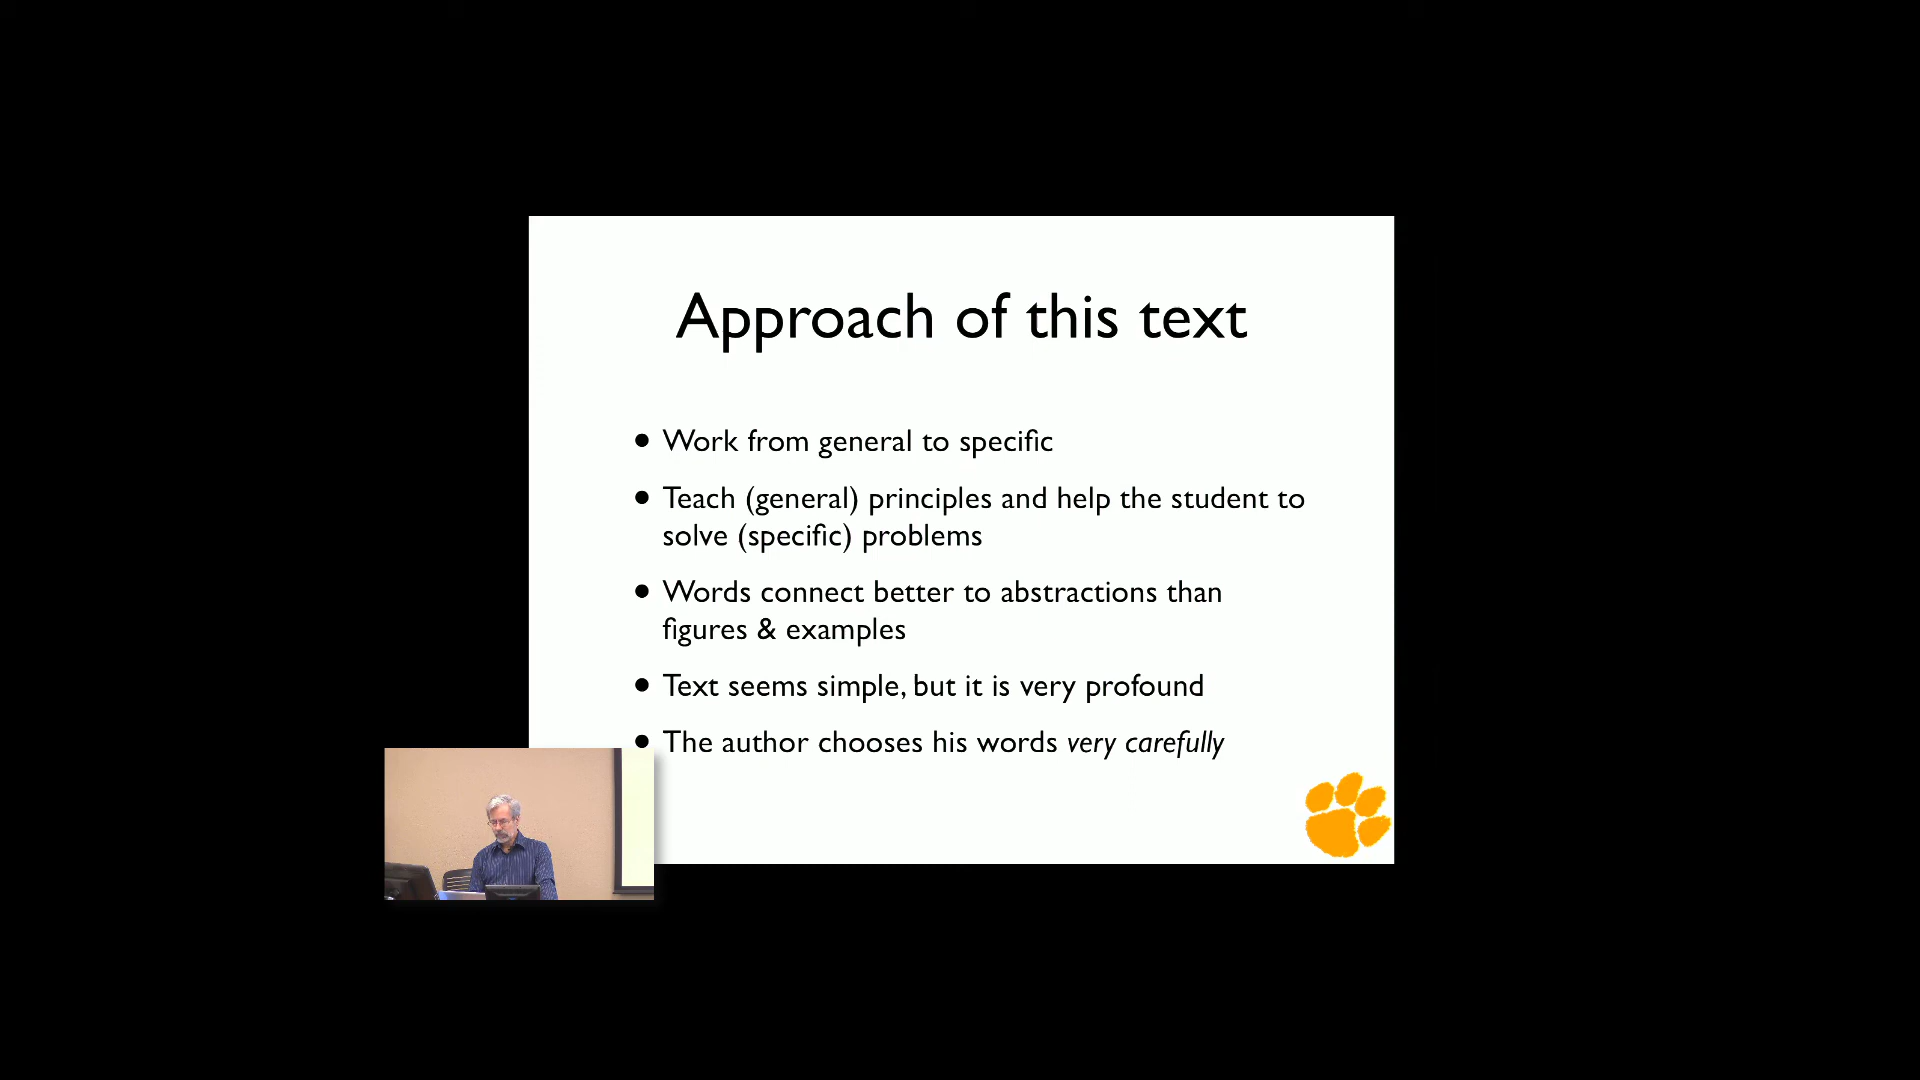 Approach of this text
• Work from general to specific
• Teach (general) principles and help the student to
solve (specific) problems
• Words connect better to abstractions than
figures & examples
• Text seems simple, but it is very profound
• The author chooses his words very carefully